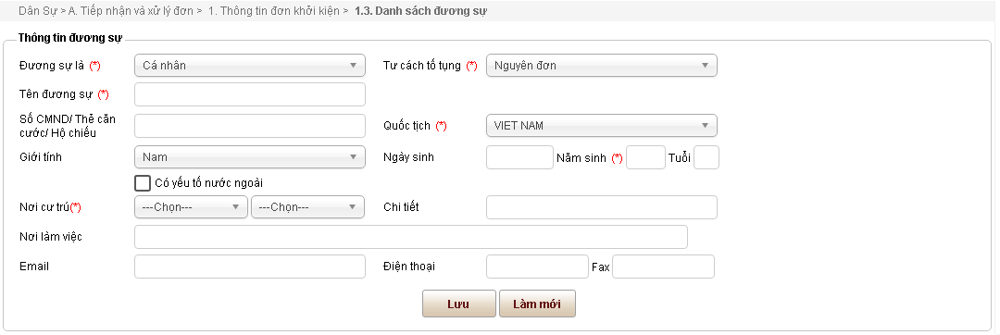 Dân Sự > A. Tiếp nhận và xử lý đơn > 1. Thông tin đơn khởi kiện > 1.3. Danh sách đương sự
Thông tin đương sự
Đương sự là (*) Cá nhân Tư cách tố tụng (*) Nguyên đơn
Tên đương sự (*)
Số CMND/ Thẻ căn
cước/ Hộ chiếu Quốc tịch (*) VIET NAM
Giới tính Nam Ngày sinh Năm sinh (*) Tuổi
Có yếu tố nước ngoài
Nơi cư trú(*) ---Chọn--- ---Chọn--- Chi tiết
Nơi làm việc
Email Điện thoại Fax
Lưu Làm mới